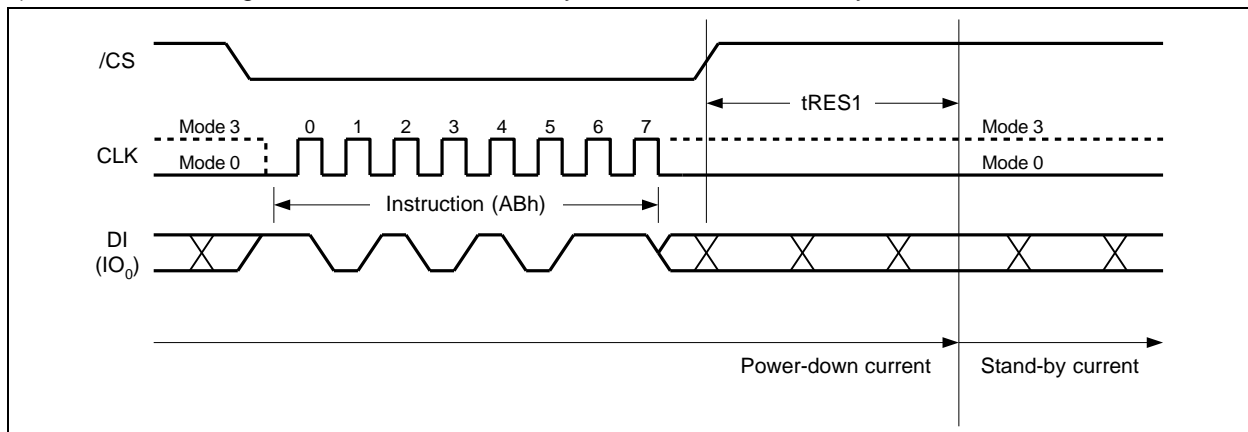 /CS
tRES1
Mode 3
0 1 2 3 4 5 6 7
Mode 3
CLK
Mode 0
Mode 0
Instruction (ABh)
DI
(IO0)
Power-down current
Stand-by current